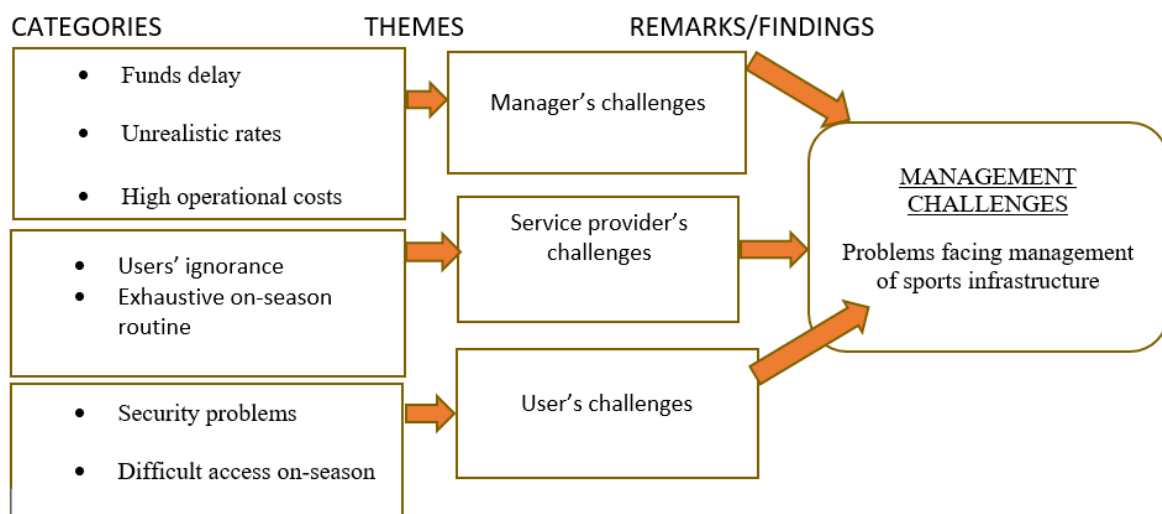 CATEGORIES THEMES REMARKS/FINDINGS
• Funds delay
• Unrealistic rates
• High operational costs
• Users’ ignorance
• Exhaustive on-season
routine
• Security problems
• Difficult access on-season
Manager’s challenges
Service provider’s
challenges
User’s challenges
MANAGEMENT
CHALLENGES
Problems facing management
of sports infrastructure